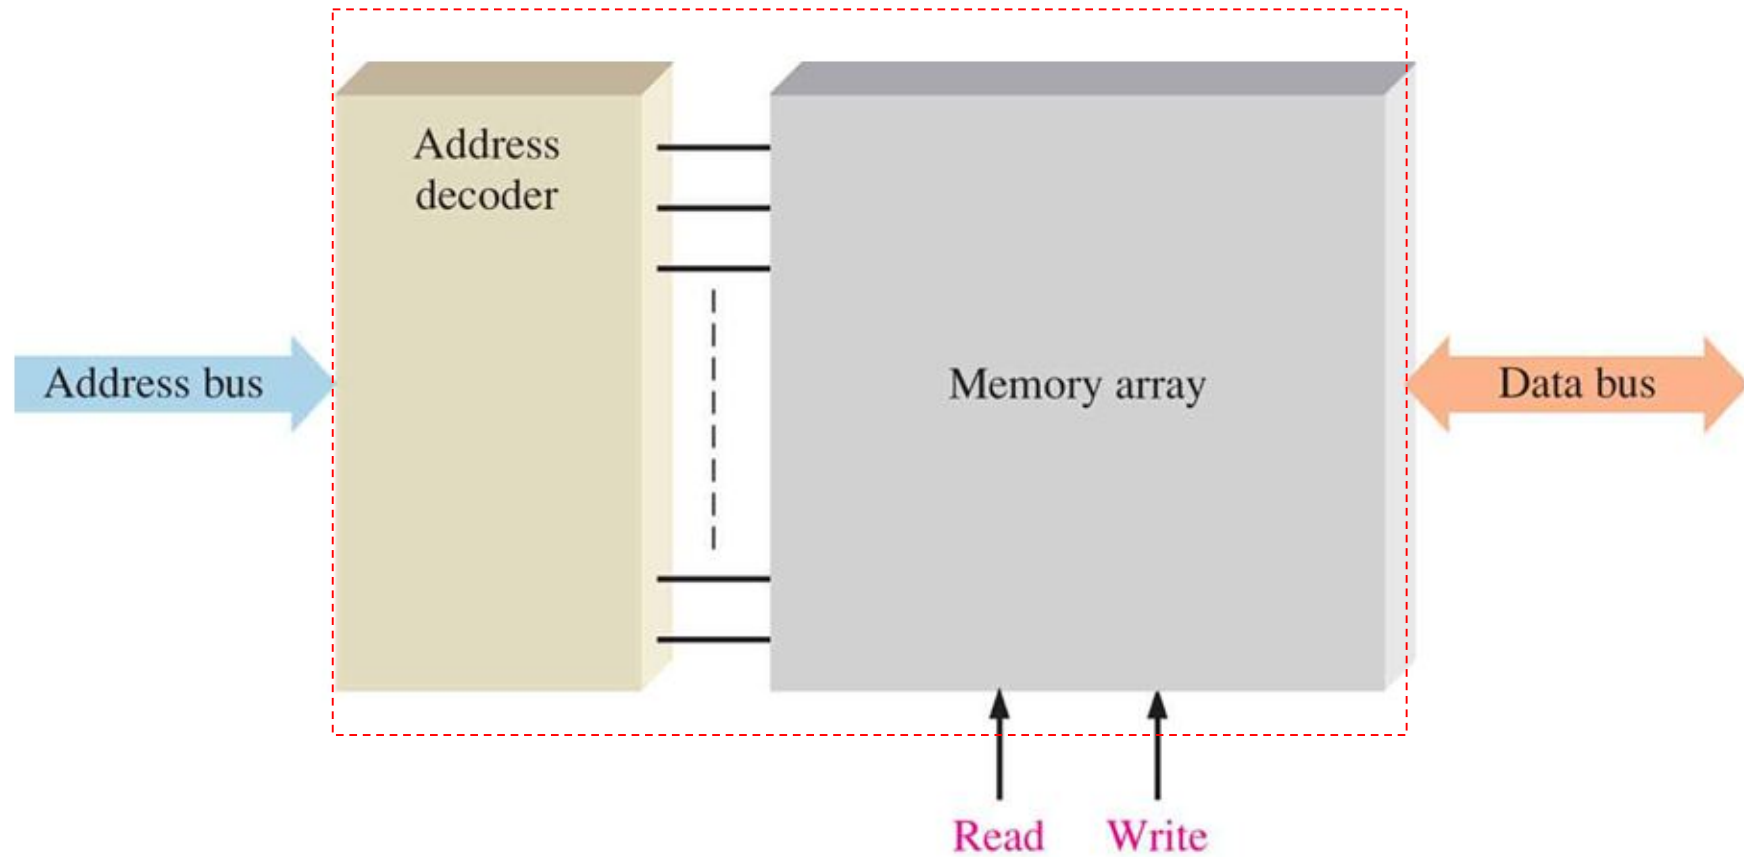 Address
decoder
Address bus
Memory array
Data bus
Read
Write